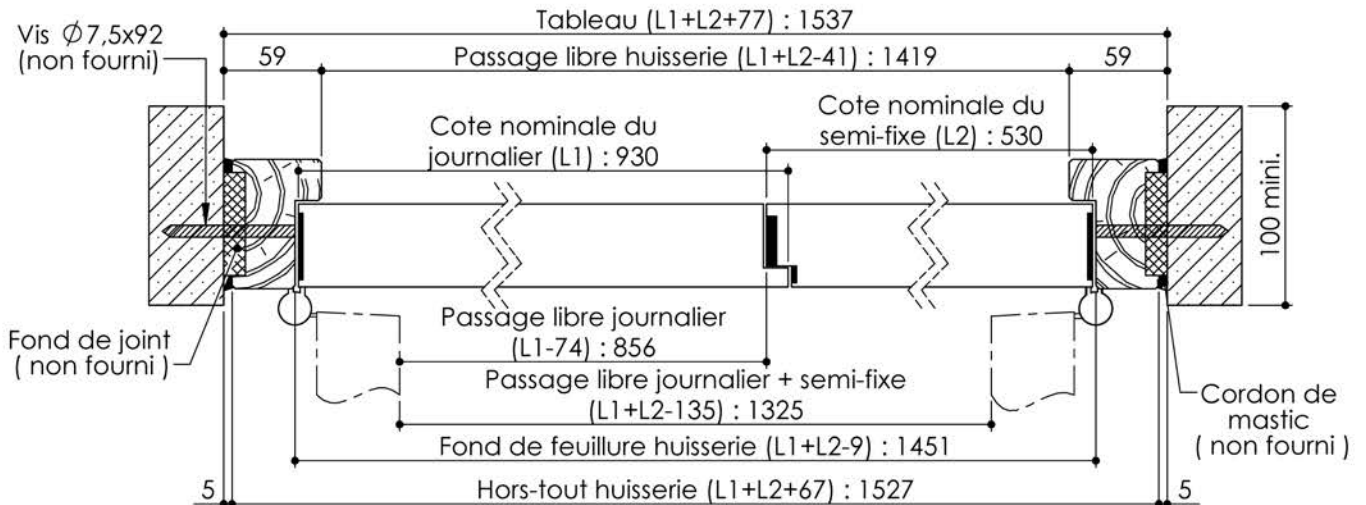 Tableau (L1+L2+77) : 1537
Vis Ø7,5x92
(non fourni)
59
Passage libre huisserie (L1+L2-41) : 1419
59
Cote nominale du
journalier (L1) : 930
Cote nominale du
semi-fixe (L2) : 530
100 mini.
Fond de joint
( non fourni )
Passage libre journalier
(L1-74) : 856
Passage libre journalier + semi-fixe
(L1+L2-135) : 1325
Cordon de
mastic
( non fourni )
Fond de feuillure huisserie (L1+L2-9) : 1451
5
Hors-tout huisserie (L1+L2+67) : 1527
5